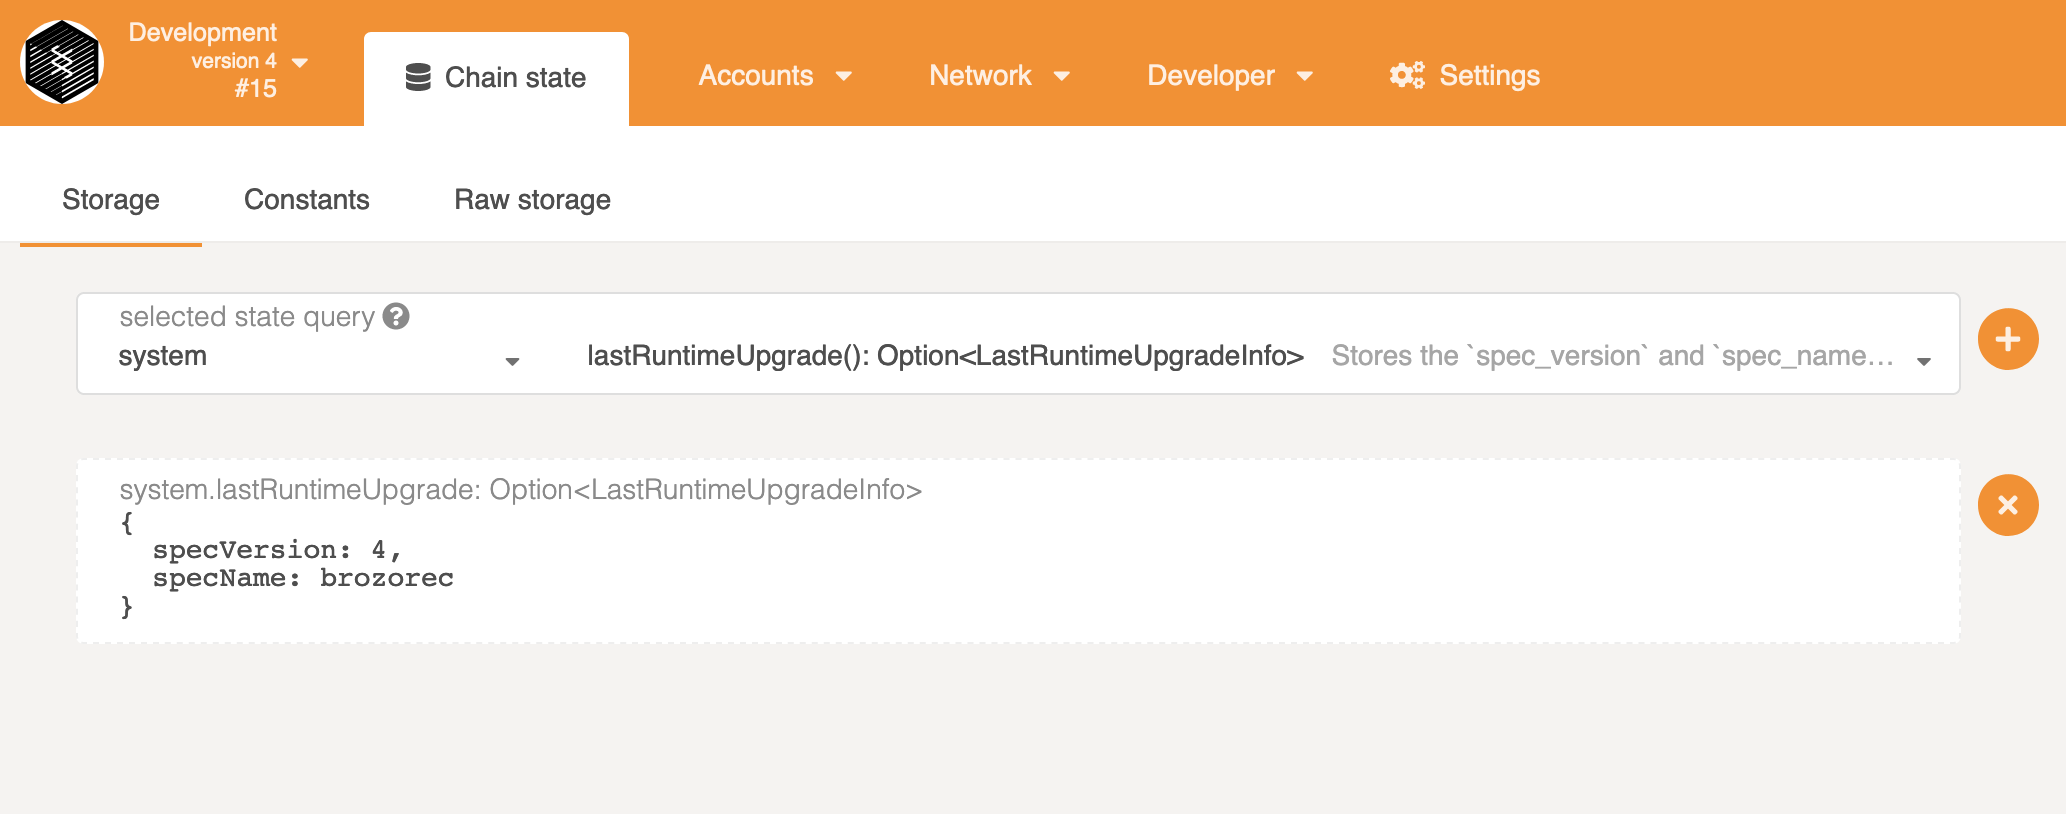 Development
version 4
#15
Chain state
Accounts
Network
Developer
Settings
Storage
Constants
Raw storage
selected state query
system
lastRuntimeUpgrade(): Option<LastRuntimeUpgradeInfo> Stores the `spec_version` and `spec_name...
system.lastRuntimeUpgrade: Option<LastRuntimeUpgradeInfo>
{
  specVersion: 4,
  specName: brozorec
}